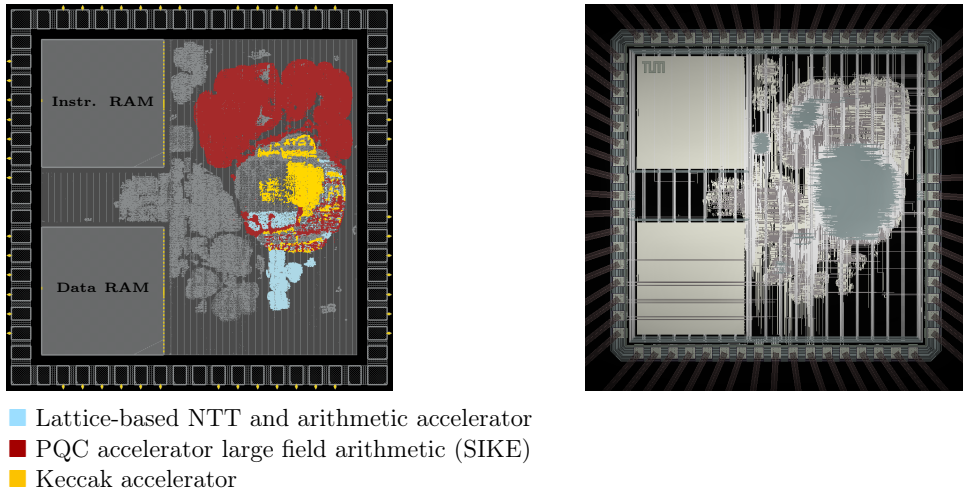 Instr. RAM
Data RAM
TUM
Lattice-based NTT and arithmetic accelerator
PQC accelerator large field arithmetic (SIKE)
Keccak accelerator